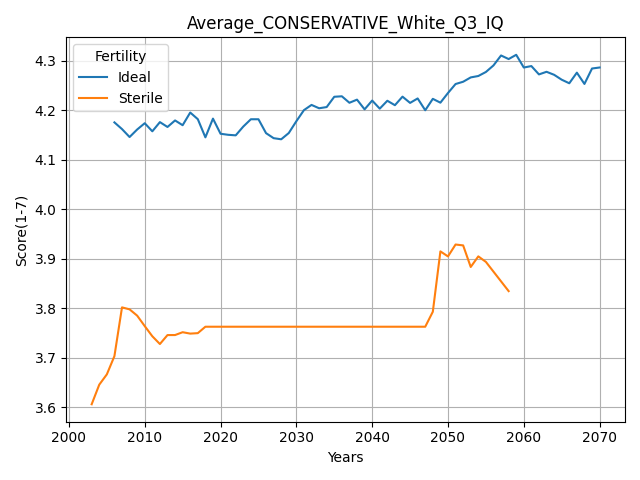 Average_CONSERVATIVE_White_Q3_IQ
Fertility
Ideal
Sterile
Score(1-7)
4.3
4.2
4.1
4.0
3.9
3.8
3.7
3.6
2000 2010 2020 2030 2040 2050 2060 2070
Years